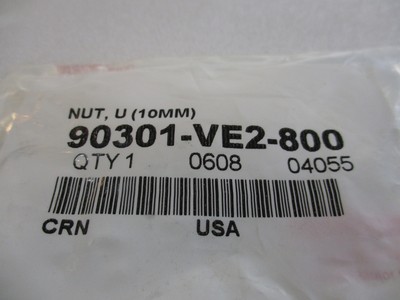 NUT, U (10MM)
90301-VE2-800
QTY 1 0608 04055
CRN USA